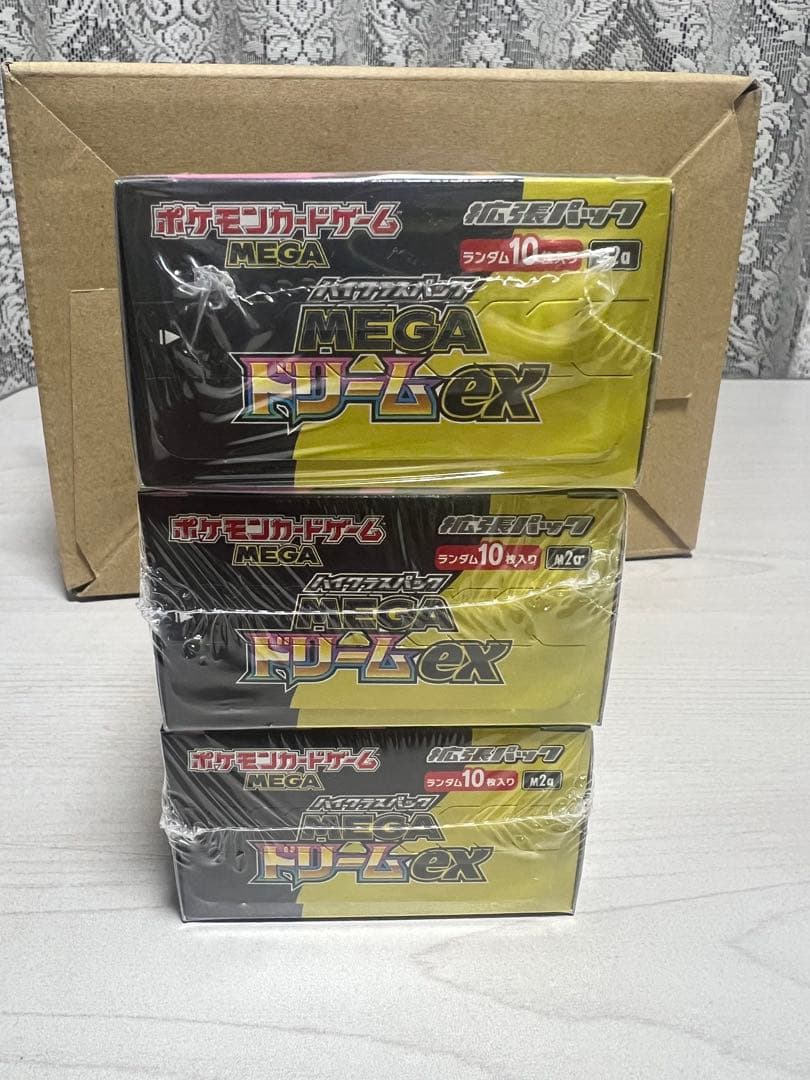 ポケモンカードゲーム™
MEGA
拡張パック
ランダム10枚入り M2a
ハイクラスパック
MEGA
ドリームex
ポケモンカードゲーム
MEGA
拡張パック
ランダム10枚入り M2a
ハイクラスパック
MEGA
ドリームex
ポケモンカードゲーム
MEGA
拡張パック
ランダム10枚入り M2a
ハイクラスパック
MEGA
ドリームex